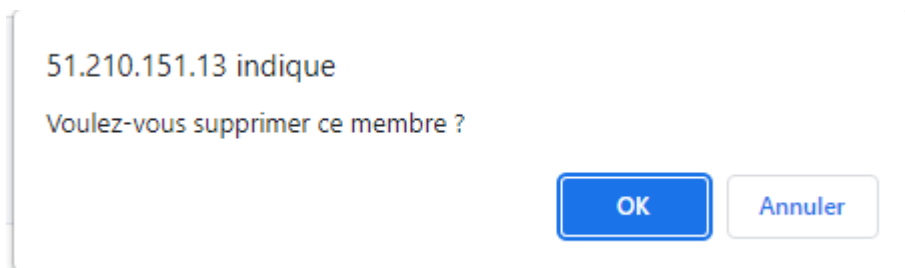 51.210.151.13 indique
Voulez-vous supprimer ce membre ?
OK Annuler